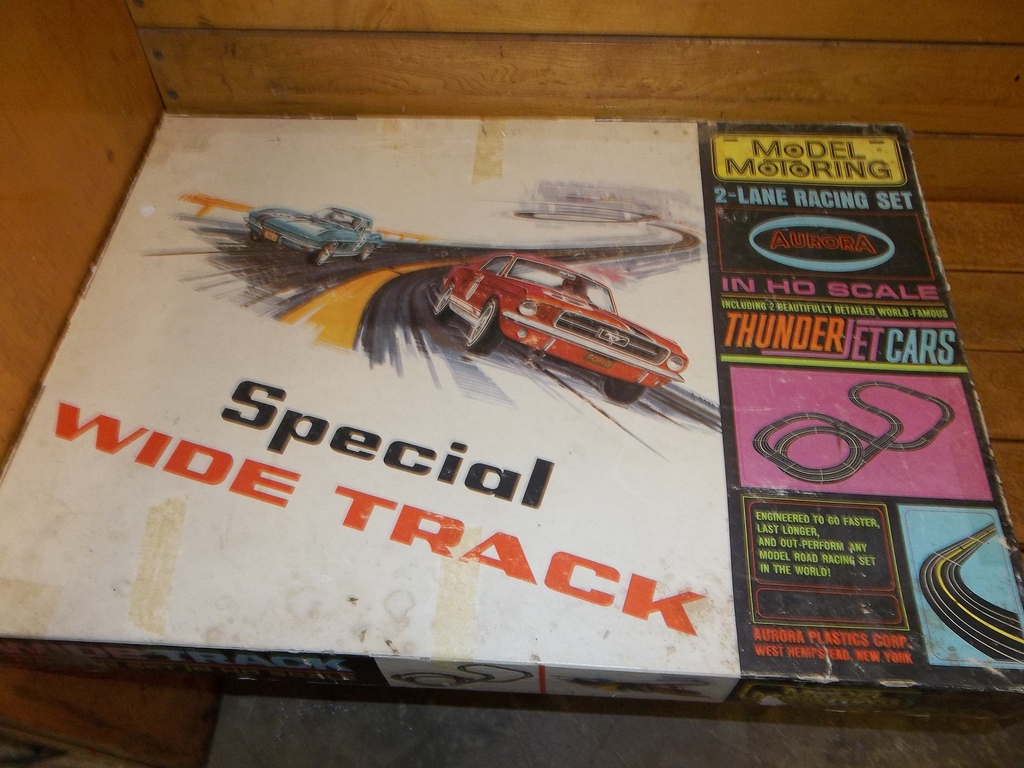 Special
WIDE TRACK
MODEL
MOTORING
2-LANE RACING SET
AURORA
IN HO SCALE
INCLUDING 2 BEAUTIFULLY DETAILED WORLD-FAMOUS
THUNDERJET CARS
ENGINEERED TO GO FASTER,
LAST LONGER,
AND OUT-PERFORM ANY
MODEL ROAD RACING SET
IN THE WORLD!
AURORA PLASTICS CORP.
WEST HEMPSTEAD, NEW YORK
TRACK